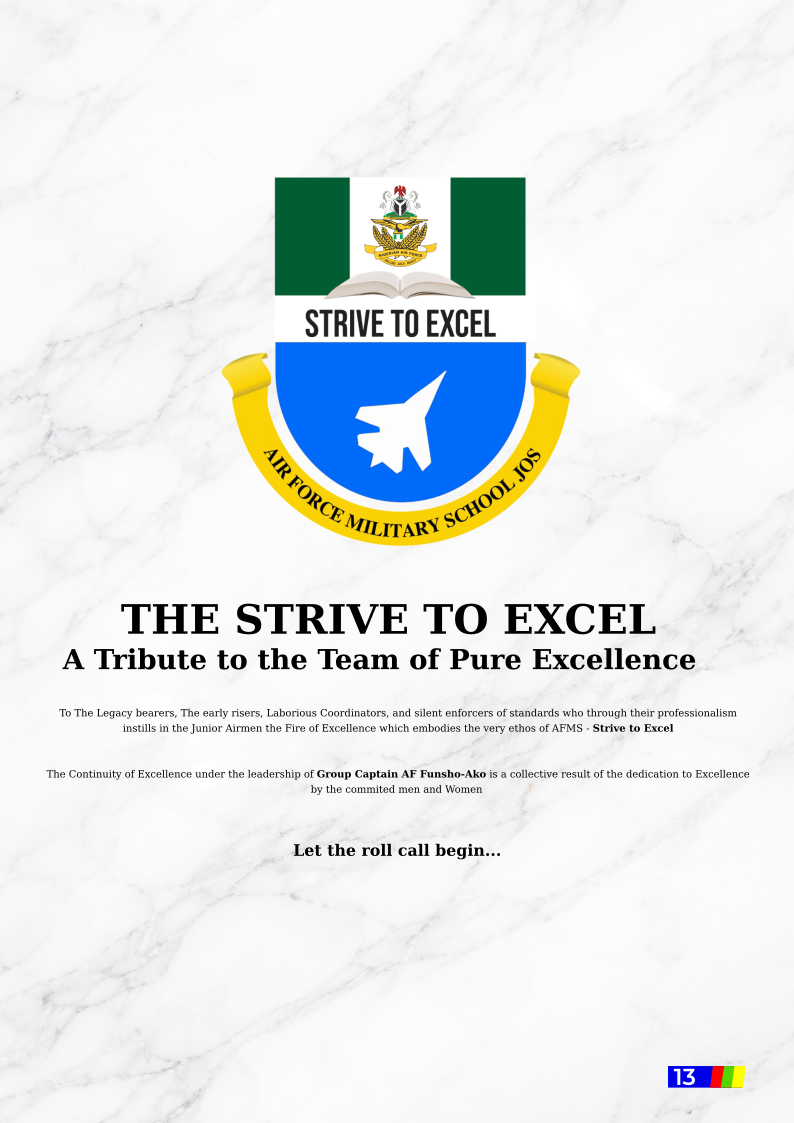 NIGERIAN AIR FORCE
STRIVE TO EXCEL
AIR FORCE MILITARY SCHOOL JOS
THE STRIVE TO EXCEL
A Tribute to the Team of Pure Excellence
To The Legacy bearers, The early risers, Laborious Coordinators, and silent enforcers of standards who through their professionalism
instills in the Junior Airmen the Fire of Excellence which embodies the very ethos of AFMS - Strive to Excel
The Continuity of Excellence under the leadership of Group Captain AF Funsho-Ako is a collective result of the dedication to Excellence
by the commited men and Women
Let the roll call begin...
13